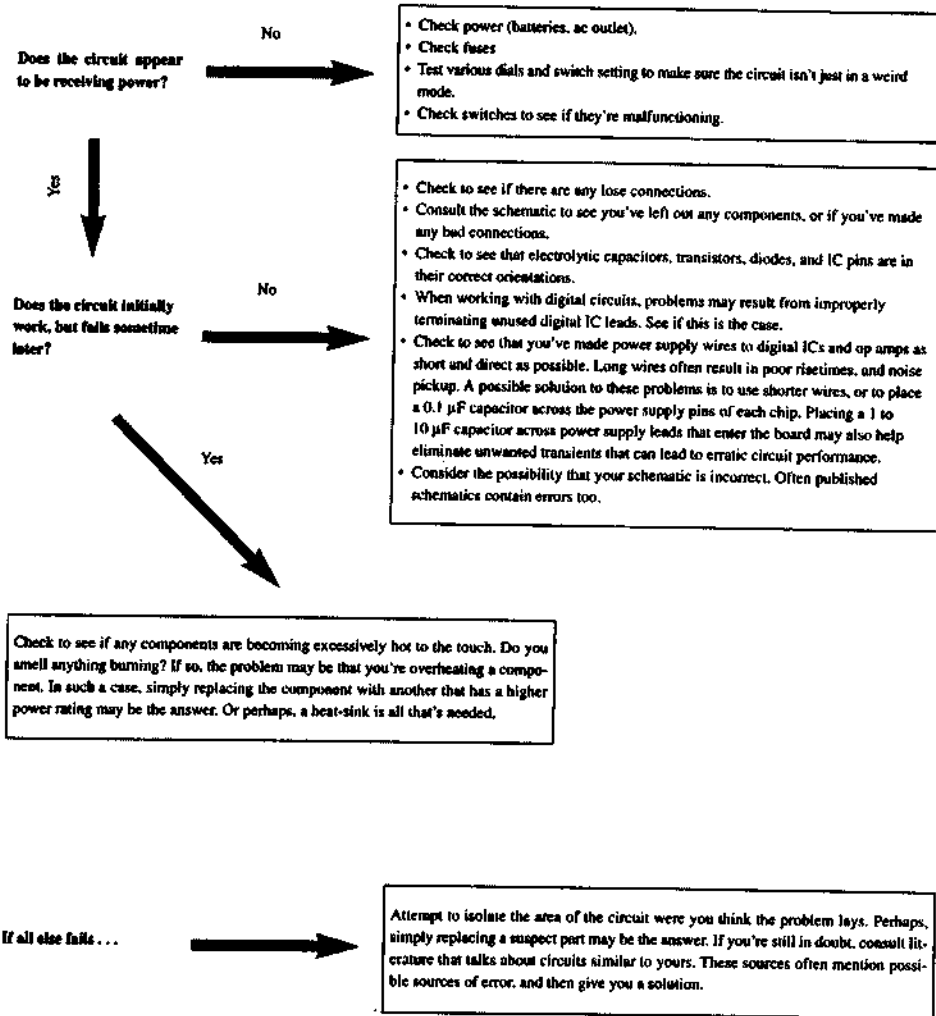 No
Does the circuit appear
to be receiving power?
• Check power (batteries, ac outlet).
• Check fuses
• Test various dials and switch setting to make sure the circuit isn't just in a weird
mode.
• Check switches to see if they're malfunctioning.
Yes
Does the circuit initially
work, but fails sometime
later?
No
• Check to see if there are any lose connections.
• Consult the schematic to see you've left out any components, or if you've made
any bad connections.
• Check to see that electrolytic capacitors, transistors, diodes, and IC pins are in
their correct orientations.
• When working with digital circuits, problems may result from improperly
terminating unused digital IC leads. See if this is the case.
• Check to see that you've made power supply wires to digital ICs and op amps as
short and direct as possible. Long wires often result in poor risetimes, and noise
pickup. A possible solution to these problems is to use shorter wires, or to place
a 0.1 μF capacitor across the power supply pins of each chip. Placing a 1 to
10 μF capacitor across power supply leads that enter the board may also help
eliminate unwanted transients that can lead to erratic circuit performance.
• Consider the possibility that your schematic is incorrect. Often published
schematics contain errors too.
Yes
Check to see if any components are becoming excessively hot to the touch. Do you
smell anything burning? If so, the problem may be that you're overheating a compo-
nent. In such a case, simply replacing the component with another that has a higher
power rating may be the answer. Or perhaps, a heat-sink is all that's needed.
If all else fails . . .
Attempt to isolate the area of the circuit were you think the problem lays. Perhaps,
simply replacing a suspect part may be the answer. If you're still in doubt, consult lit-
erature that talks about circuits similar to yours. These sources often mention possi-
ble sources of error, and then give you a solution.